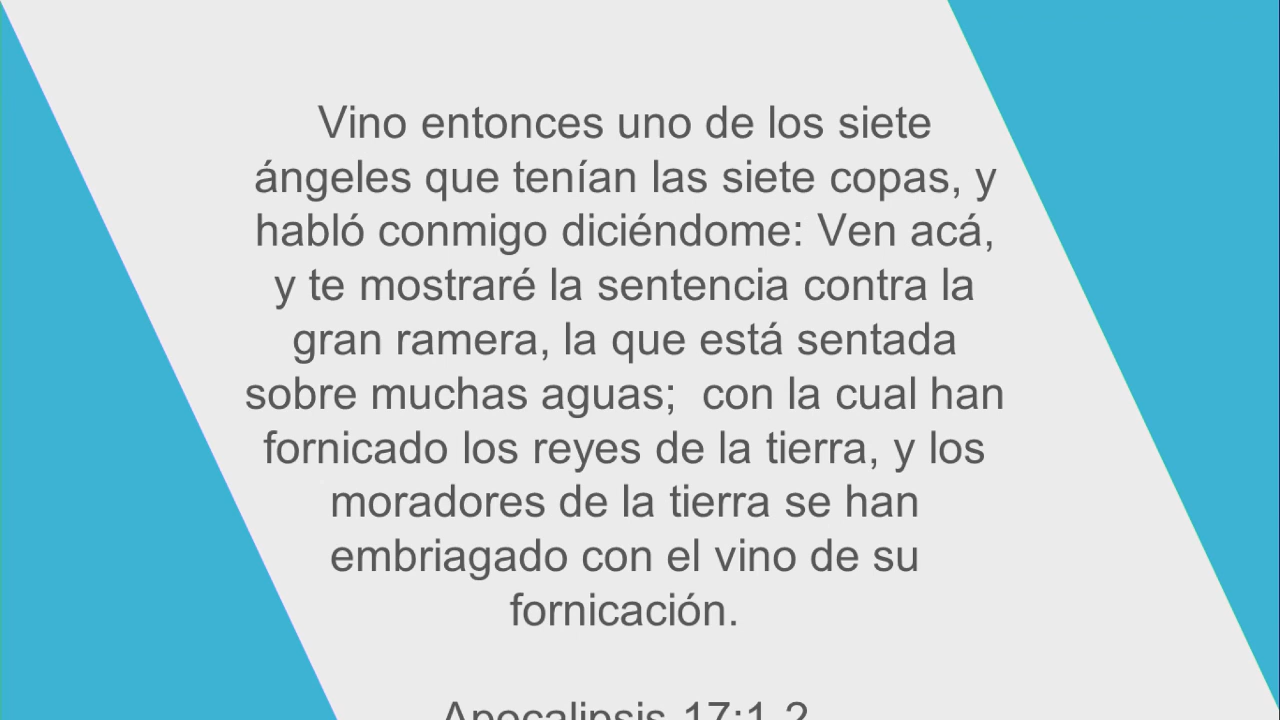 Vino entonces uno de los siete
ángeles que tenían las siete copas, y
habló conmigo diciéndome: Ven acá,
y te mostraré la sentencia contra la
gran ramera, la que está sentada
sobre muchas aguas;  con la cual han
fornicado los reyes de la tierra, y los
moradores de la tierra se han
embriagado con el vino de su
fornicación.
Apocalipsis 17:1-2